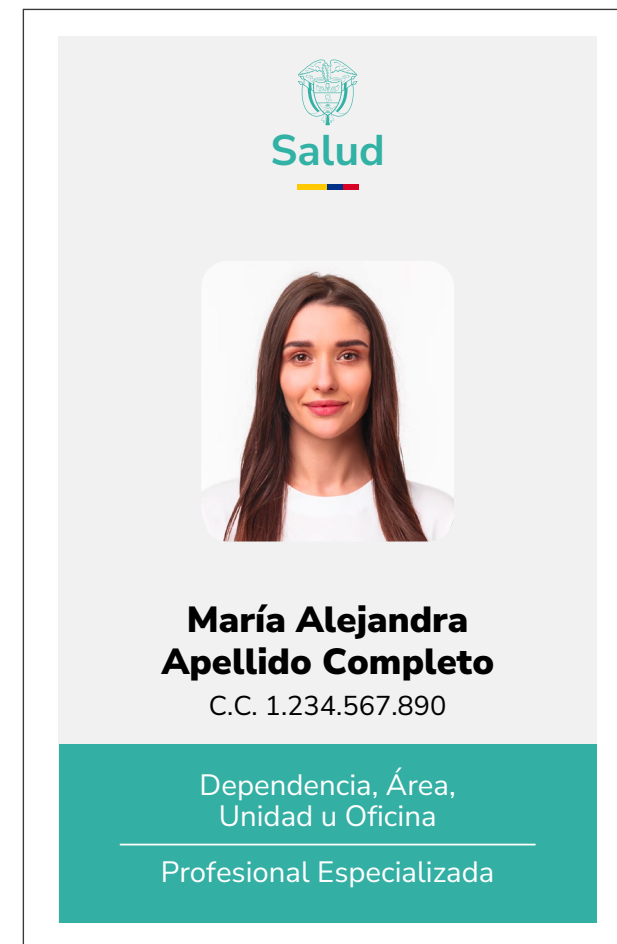 Salud
María Alejandra
Apellido Completo
C.C. 1.234.567.890
Dependencia, Área,
Unidad u Oficina
Profesional Especializada